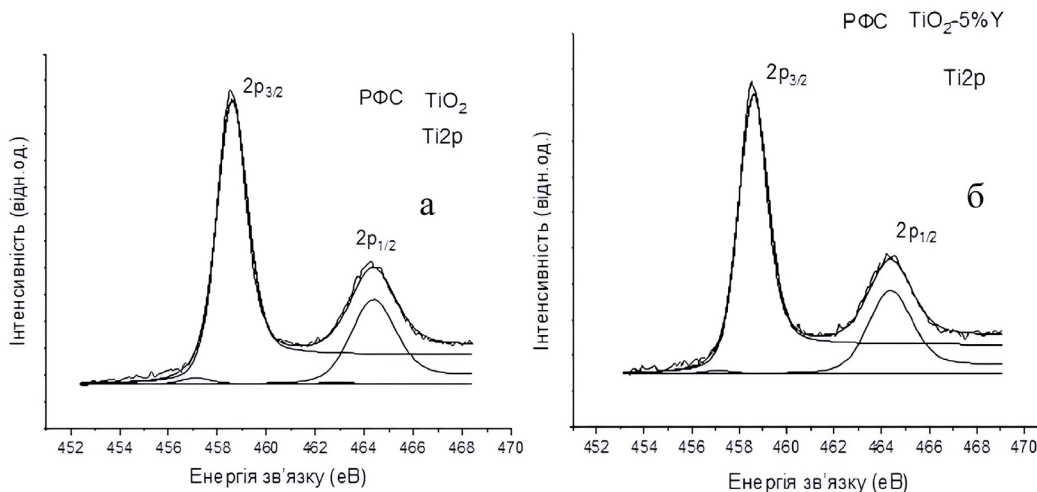 2p3/2
РФС TiO2
Ti2p
а
2p1/2
Інтенсивність (відн.од.)
452 454 456 458 460 462 464 466 468 470
Енергія зв'язку (еВ)
РФС TiO2-5%Y
2p3/2
Ti2p
б
2p1/2
Інтенсивність (відн.од.)
452 454 456 458 460 462 464 466 468 470
Енергія зв'язку (еВ)